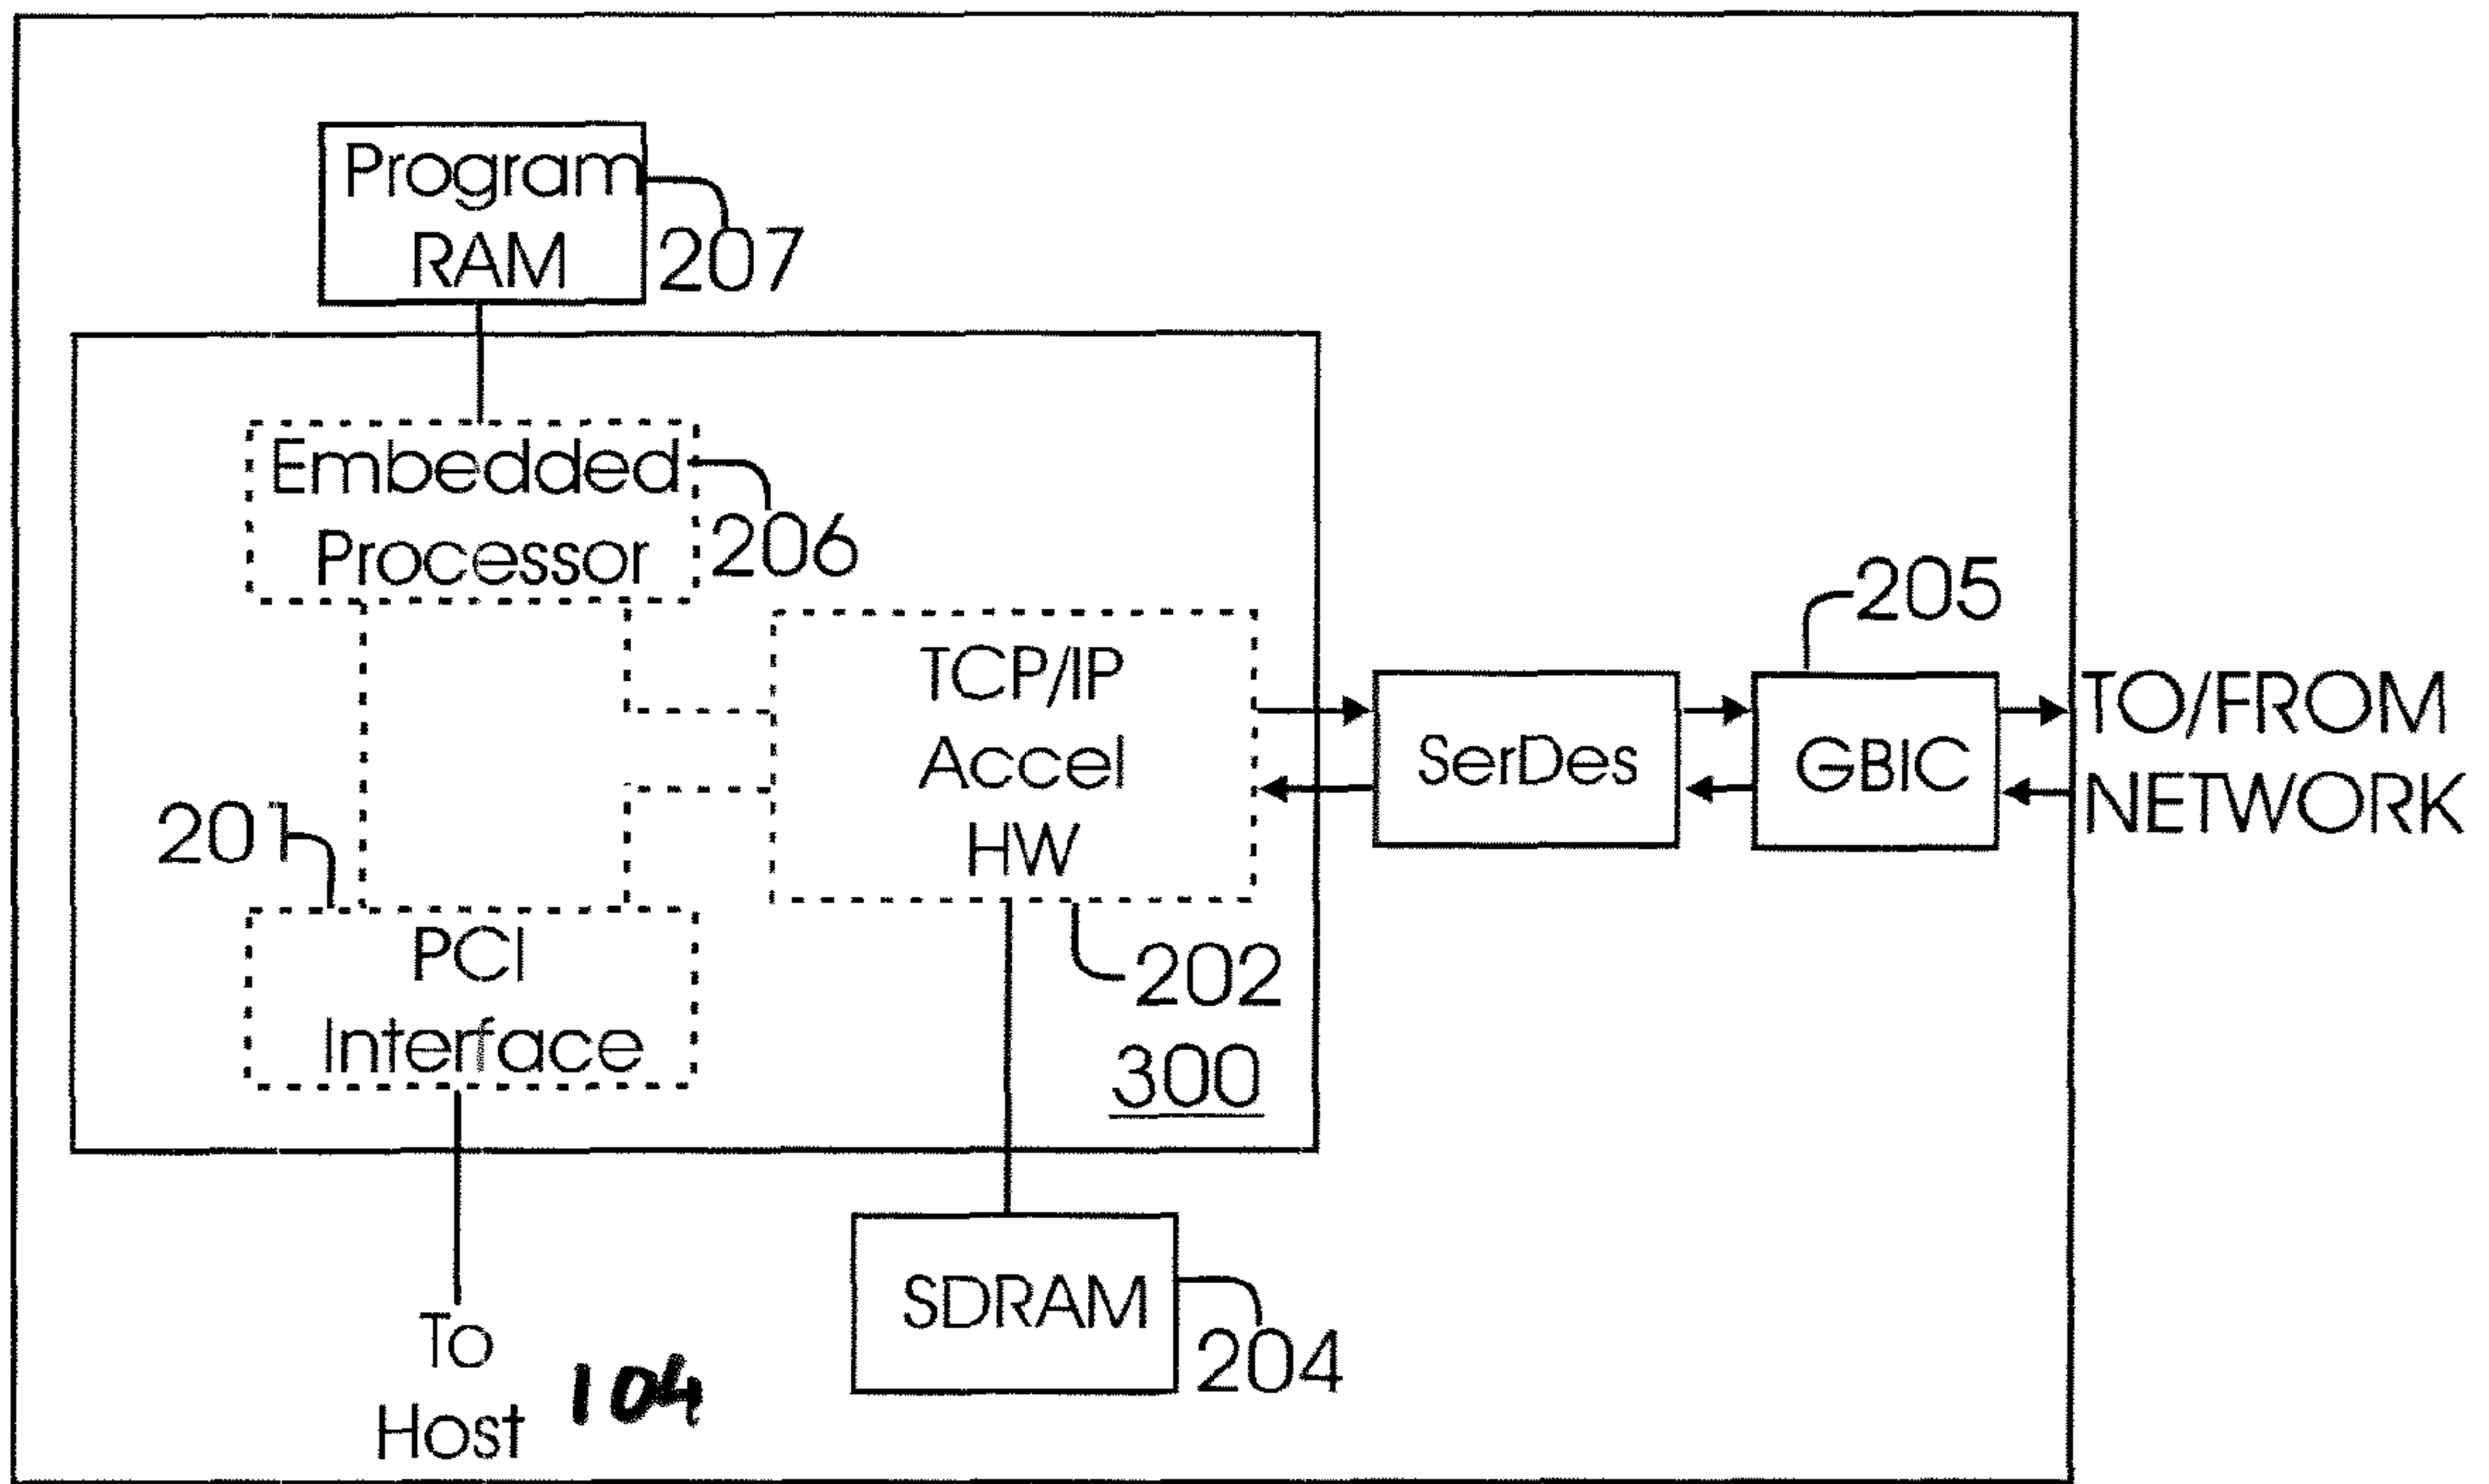 Program
RAM
207
Embedded
Processor
206
205
TCP/IP
Accel
HW
SerDes
GBIC
TO/FROM
NETWORK
201
PCI
Interface
202
300
SDRAM
204
To
Host
104